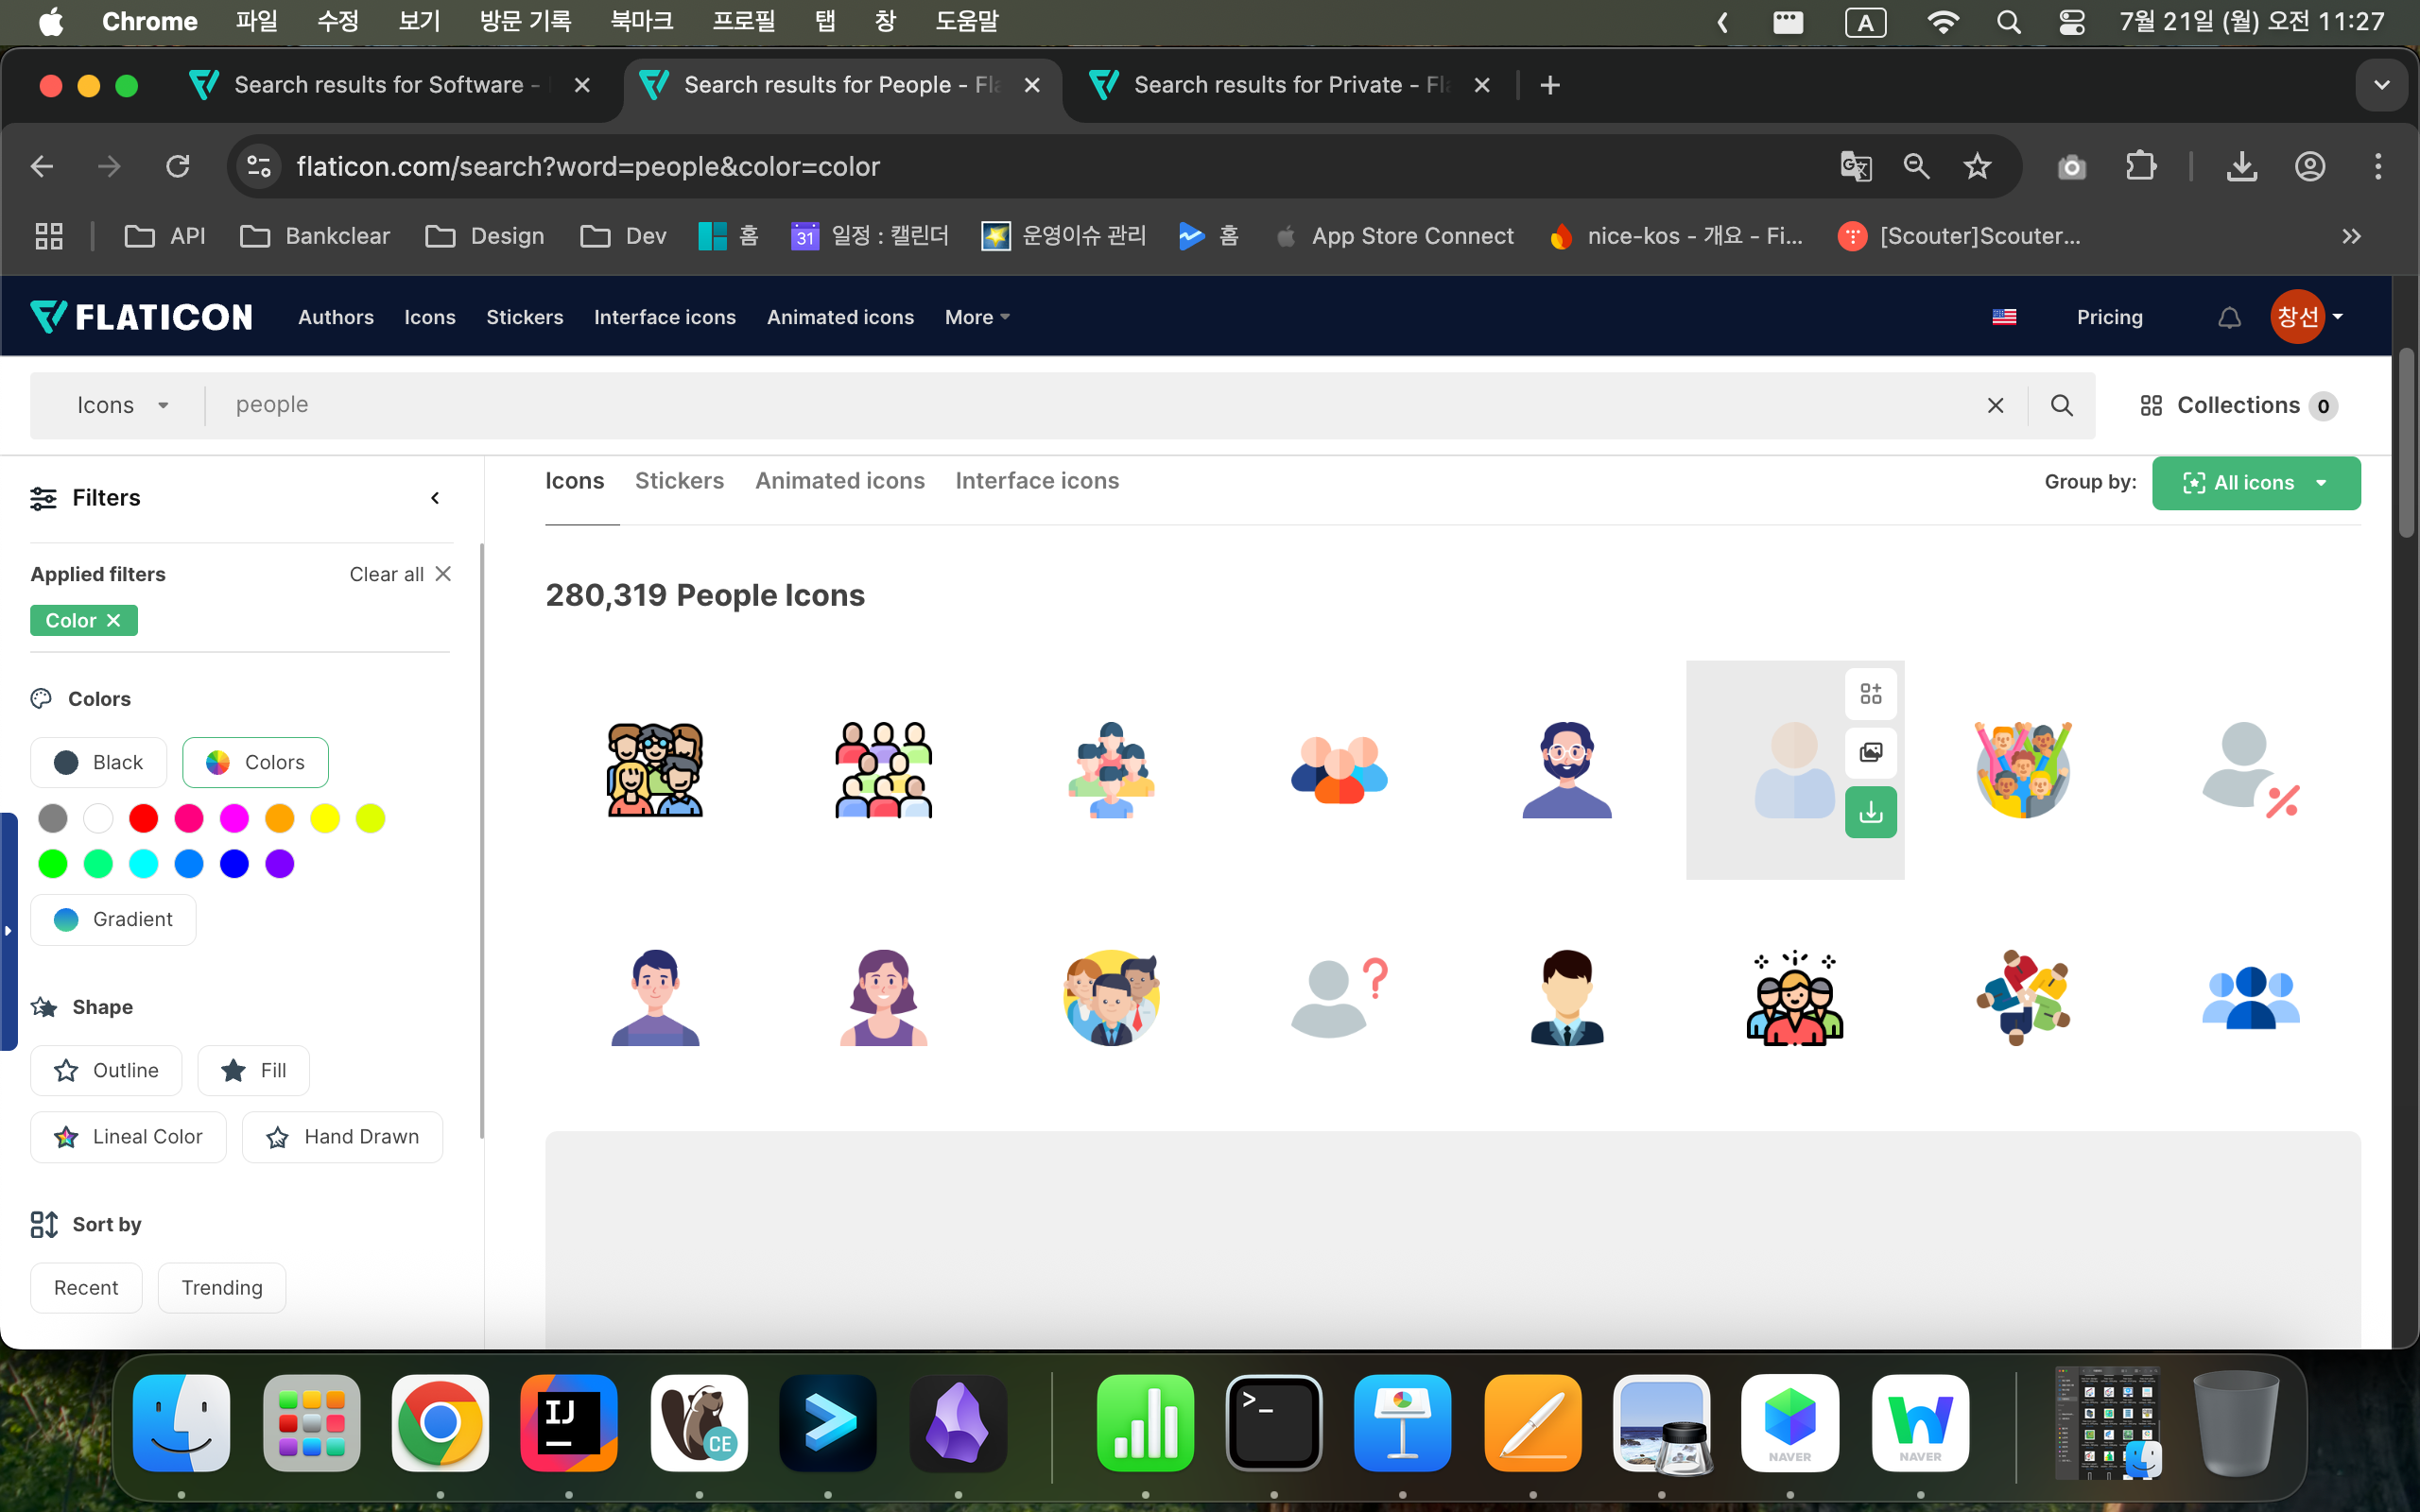 Chrome 파일 수정 보기 방문 기록 북마크 프로필 탭 창 도움말 A 7월 21일 (월) 오전 11:27
Search results for Software - Search results for People - Fla Search results for Private - Fl
flaticon.com/search?word=people&color=color
API Bankclear Design Dev 홈 31 일정 : 캘린더 운영이슈 관리 홈 App Store Connect nice-kos - 개요 - Fi... [Scouter]Scouter...
FLATICON Authors Icons Stickers Interface icons Animated icons More Pricing 창선
Icons people Collections 0
Filters
Icons Stickers Animated icons Interface icons Group by: All icons
Applied filters Clear all
Color
280,319 People Icons
Colors
Black Colors
Gradient
Shape
Outline Fill
Lineal Color Hand Drawn
Sort by
Recent Trending
IJ CE >_ NAVER NAVER